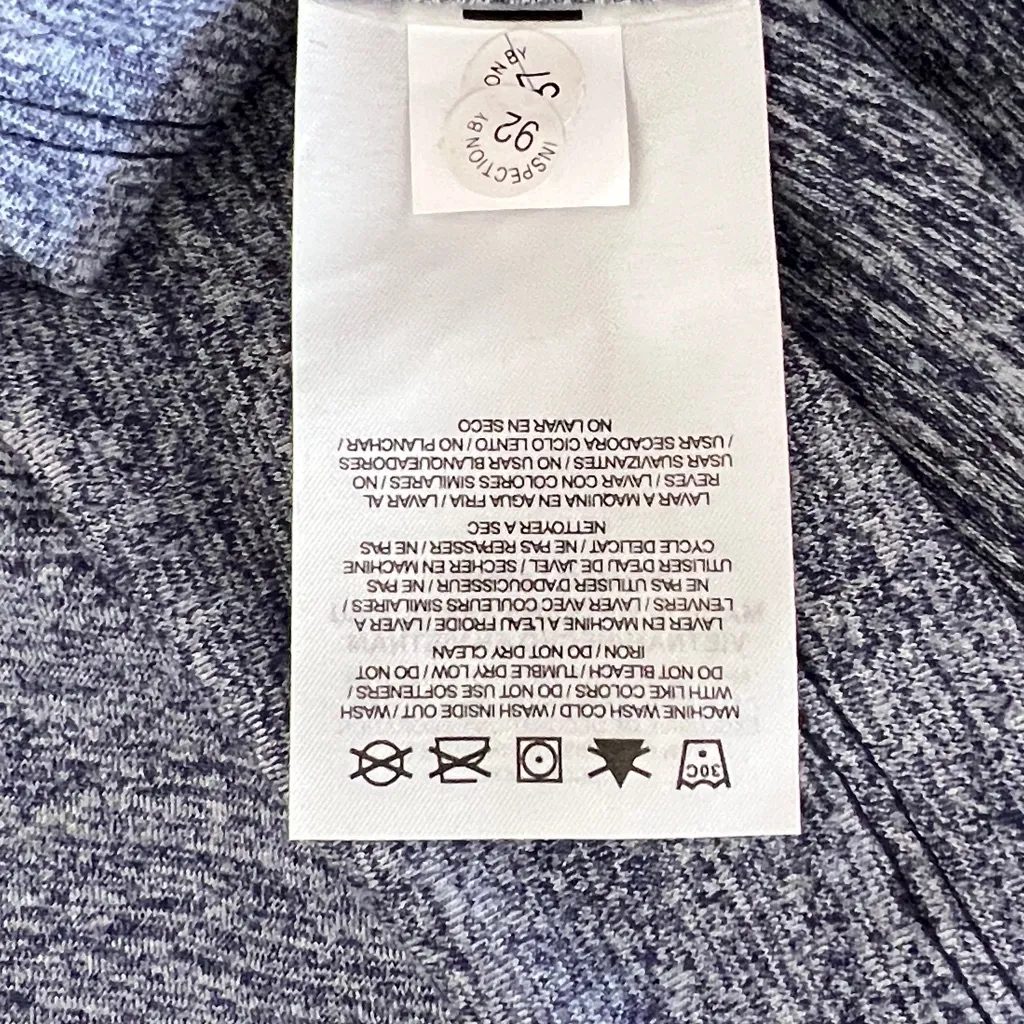 30C
MACHINE WASH COLD / WASH INSIDE OUT / WASH
WITH LIKE COLORS / DO NOT USE SOFTENERS /
DO NOT BLEACH / TUMBLE DRY LOW / DO NOT
IRON / DO NOT DRY CLEAN
LAVER EN MACHINE A L'EAU FROIDE / LAVER A
L'ENVERS / LAVER AVEC COULEURS SIMILAIRES /
NE PAS UTILISER D'ADOUCISSEUR / NE PAS
UTILISER D'EAU DE JAVEL / SECHER EN MACHINE
CYCLE DELICAT / NE PAS REPASSER / NE PAS
NETTOYER A SEC
LAVAR A MAQUINA EN AGUA FRIA / LAVAR AL
REVES / LAVAR CON COLORES SIMILARES / NO
USAR SUAVIZANTES / NO USAR BLANQUEADORES
/ USAR SECADORA CICLO LENTO / NO PLANCHAR /
NO LAVAR EN SECO
INSPECTION BY
92
ON BY